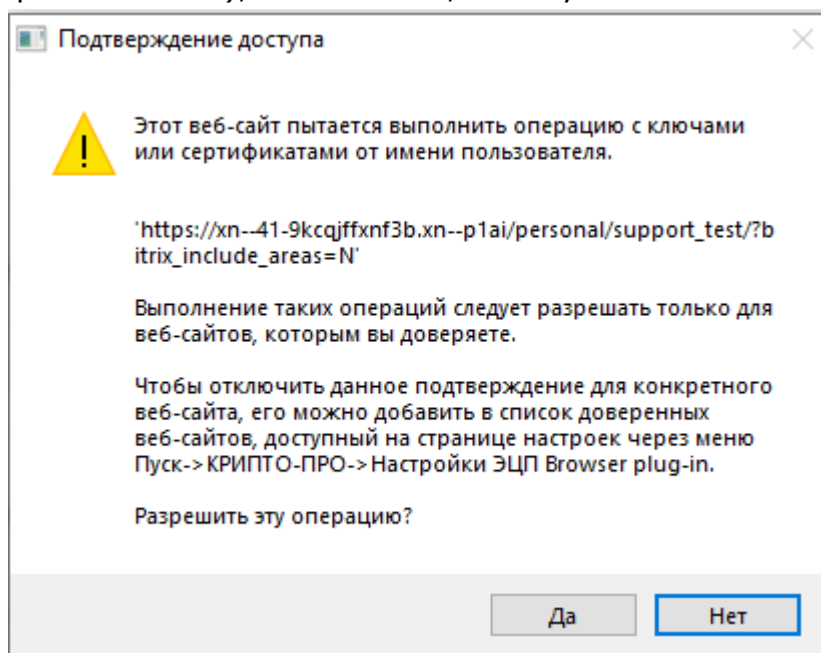 Подтверждение доступа
Этот веб-сайт пытается выполнить операцию с ключами
или сертификатами от имени пользователя.
'https://xn--41-9kcqjffxnf3b.xn--p1ai/personal/support_test/?b
itrix_include_areas=N'
Выполнение таких операций следует разрешать только для
веб-сайтов, которым вы доверяете.
Чтобы отключить данное подтверждение для конкретного
веб-сайта, его можно добавить в список доверенных
веб-сайтов, доступный на странице настроек через меню
Пуск->КРИПТО-ПРО->Настройки ЭЦП Browser plug-in.
Разрешить эту операцию?
Да Нет